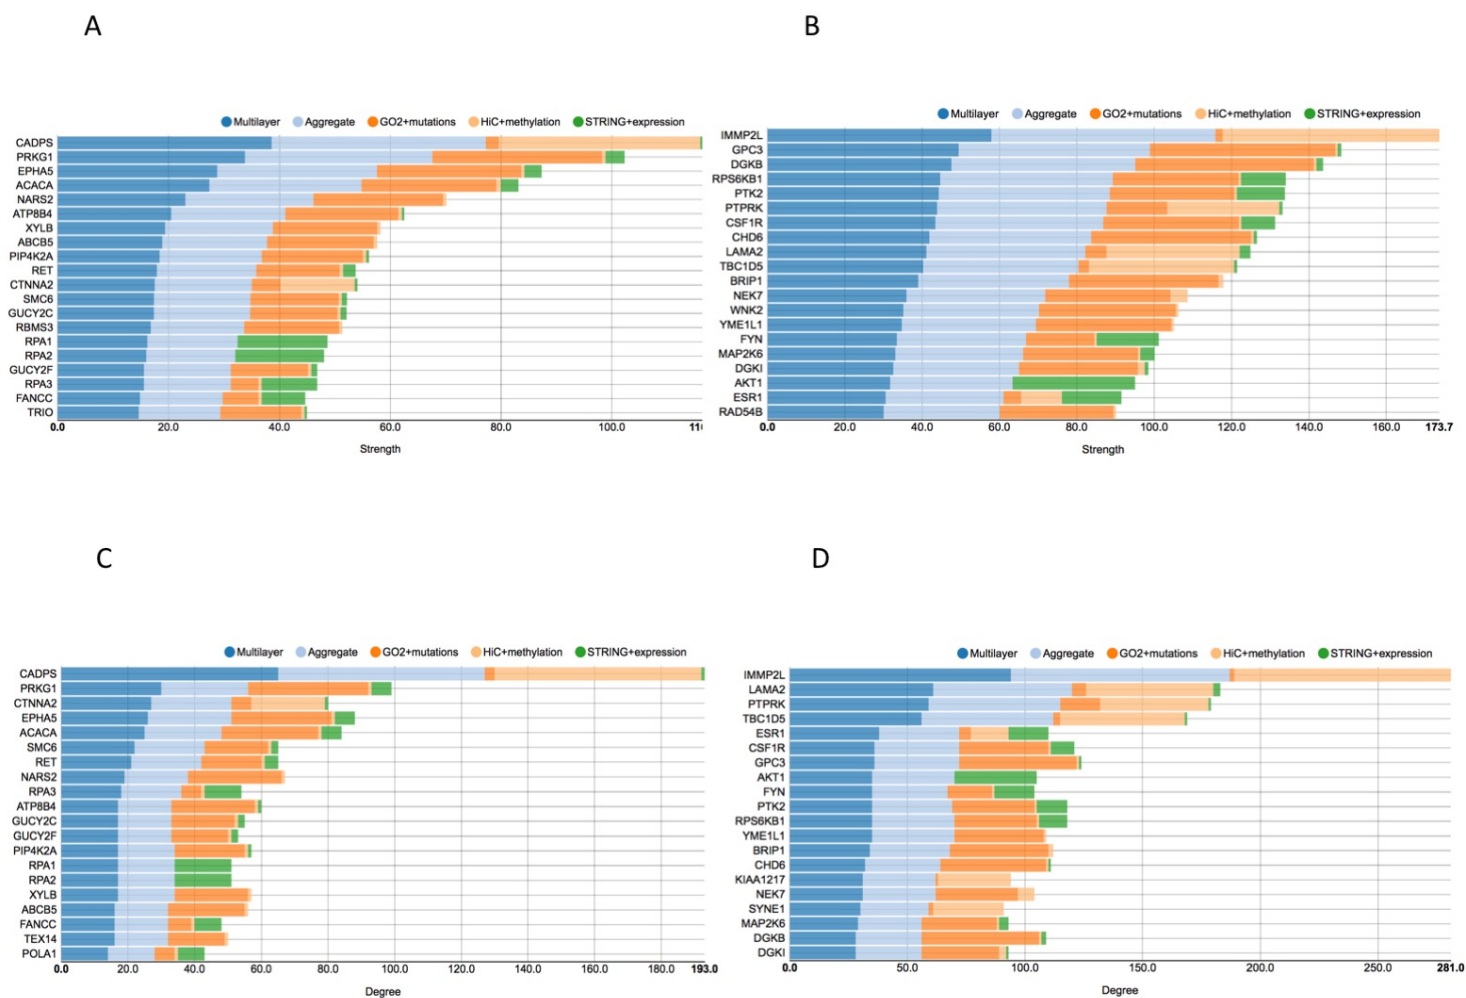 A
Multilayer Aggregate GO2+mutations HiC+methylation STRING+expression
CADPS
PRKG1
EPHA5
ACACA
NARS2
ATP8B4
XYLB
ABCB5
PIP4K2A
RET
CTNNA2
SMC6
GUCY2C
RBMS3
RPA1
RPA2
GUCY2F
RPA3
FANCC
TRIO
0.0 20.0 40.0 60.0 80.0 100.0
Strength
B
Multilayer Aggregate GO2+mutations HiC+methylation STRING+expression
IMMP2L
GPC3
DGKB
RPS6KB1
PTK2
PTPRK
CSF1R
CHD6
LAMA2
TBC1D5
BRIP1
NEK7
WNK2
YME1L1
FYN
MAP2K6
DGKI
AKT1
ESR1
RAD54B
0.0 20.0 40.0 60.0 80.0 100.0 120.0 140.0 160.0 173.7
Strength
C
Multilayer Aggregate GO2+mutations HiC+methylation STRING+expression
CADPS
PRKG1
CTNNA2
EPHA5
ACACA
SMC6
RET
NARS2
RPA3
ATP8B4
GUCY2C
GUCY2F
PIP4K2A
RPA1
RPA2
XYLB
ABCB5
FANCC
TEX14
POLA1
0.0 20.0 40.0 60.0 80.0 100.0 120.0 140.0 160.0 180.0 193.0
Degree
D
Multilayer Aggregate GO2+mutations HiC+methylation STRING+expression
IMMP2L
LAMA2
PTPRK
TBC1D5
ESR1
CSF1R
GPC3
AKT1
FYN
PTK2
RPS6KB1
YME1L1
BRIP1
CHD6
KIAA1217
NEK7
SYNE1
MAP2K6
DGKB
DGKI
0.0 50.0 100.0 150.0 200.0 250.0 281.0
Degree